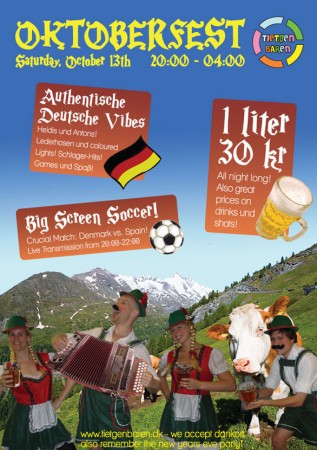 OKTOBERFEST
Saturday, October 13th 20:00 - 04:00
TIETGEN
BAREN
Authentische
Deutsche Vibes
Heidis und Antons!
Lederhosen und coloured
Lights! Schlager-Hits!
Games und Spaß!
1 liter
30 kr
All night long!
Also great
prices on
drinks und
shots!
Big Screen Soccer!
Crucial Match: Denmark vs. Spain!
Live Transmission from 20:00-22:00
www.tietgenbaren.dk - we accept dankort
also remember the new years eve party!